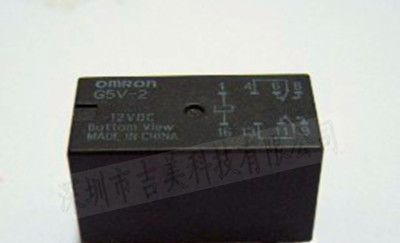 OMRON
G5V-2
12VDC
Bottom View
MADE IN CHINA
1 4 6 8
16 13 11 9
深圳市吉美科技有限公司